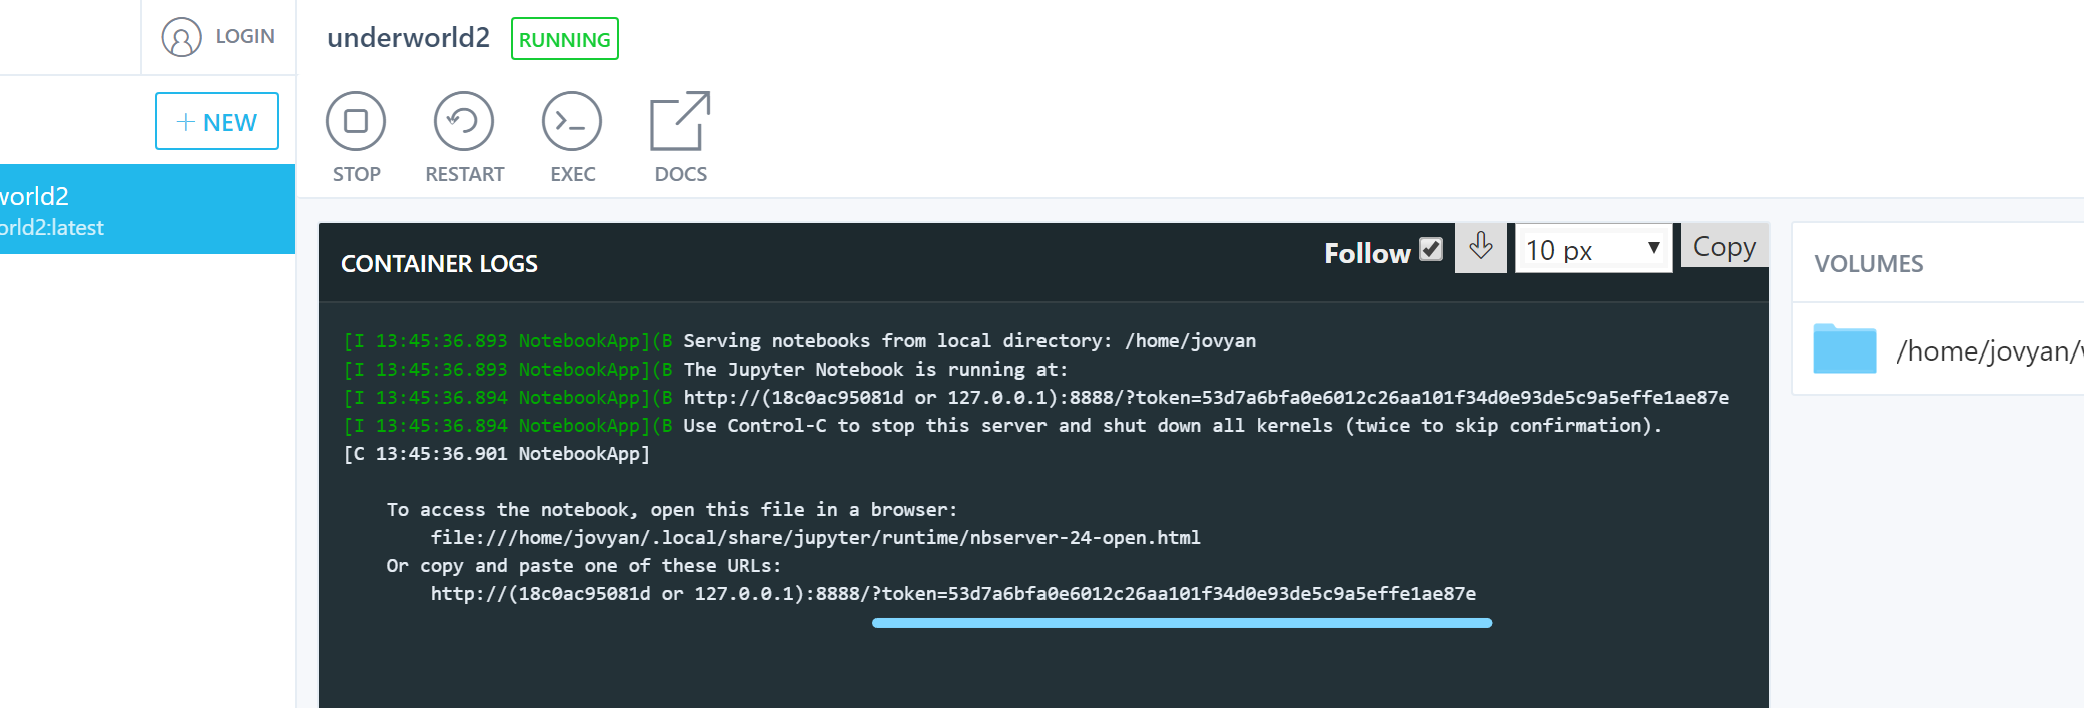 LOGIN
underworld2 RUNNING
+ NEW
STOP RESTART EXEC DOCS
world2
orld2:latest
CONTAINER LOGS
Follow 10 px Copy
VOLUMES
/home/jovyan/
[I 13:45:36.893 NotebookApp](B Serving notebooks from local directory: /home/jovyan
[I 13:45:36.893 NotebookApp](B The Jupyter Notebook is running at:
[I 13:45:36.894 NotebookApp](B http://(18c0ac95081d or 127.0.0.1):8888/?token=53d7a6bfa0e6012c26aa101f34d0e93de5c9a5effe1ae87e
[I 13:45:36.894 NotebookApp](B Use Control-C to stop this server and shut down all kernels (twice to skip confirmation).
[C 13:45:36.901 NotebookApp]
To access the notebook, open this file in a browser:
file:///home/jovyan/.local/share/jupyter/runtime/nbserver-24-open.html
Or copy and paste one of these URLs:
http://(18c0ac95081d or 127.0.0.1):8888/?token=53d7a6bfa0e6012c26aa101f34d0e93de5c9a5effe1ae87e